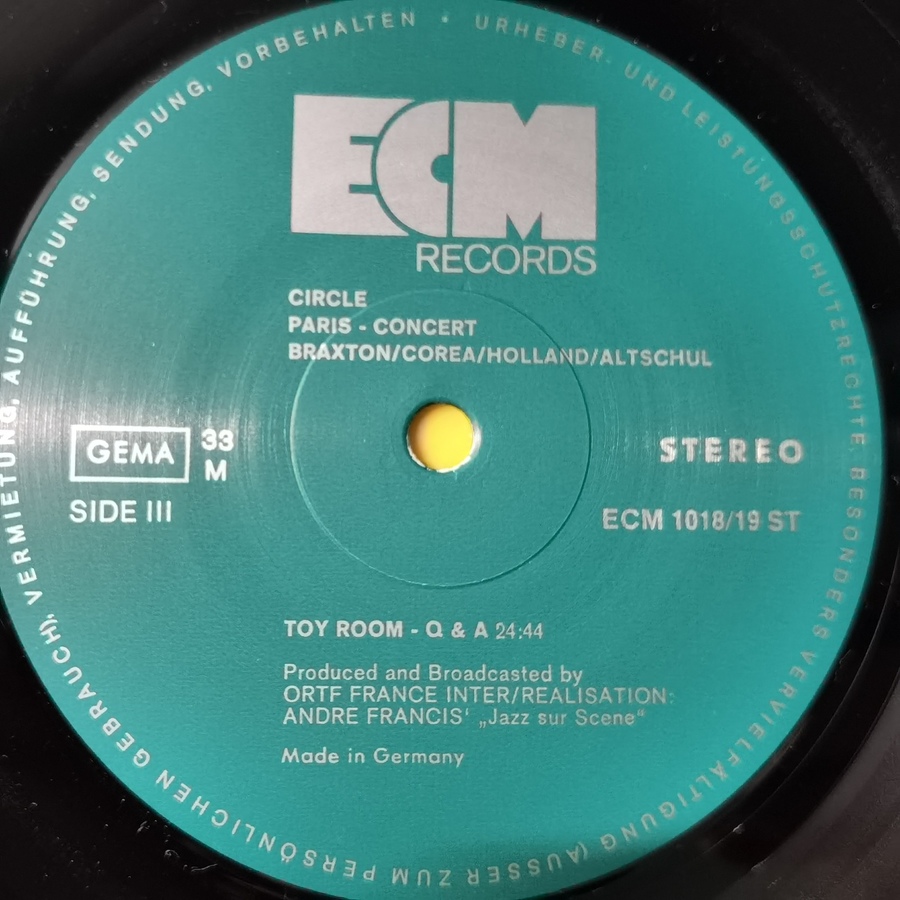 URHEBER- UND LEISTUNGSSCHUTZRECHTE, BESONDERS VERVIELFÄLTIGUNG (AUSSER ZUM PERSÖNLICHEN GEBRAUCH), VERMIETUNG, AUFFÜHRUNG, SENDUNG, VORBEHALTEN •
ECM
RECORDS
CIRCLE
PARIS - CONCERT
BRAXTON/COREA/HOLLAND/ALTSCHUL
GEMA 33 STEREO
M
SIDE III ECM 1018/19 ST
TOY ROOM - Q & A 24:44
Produced and Broadcasted by
ORTF FRANCE INTER/REALISATION:
ANDRE FRANCIS' „Jazz sur Scene“
Made in Germany